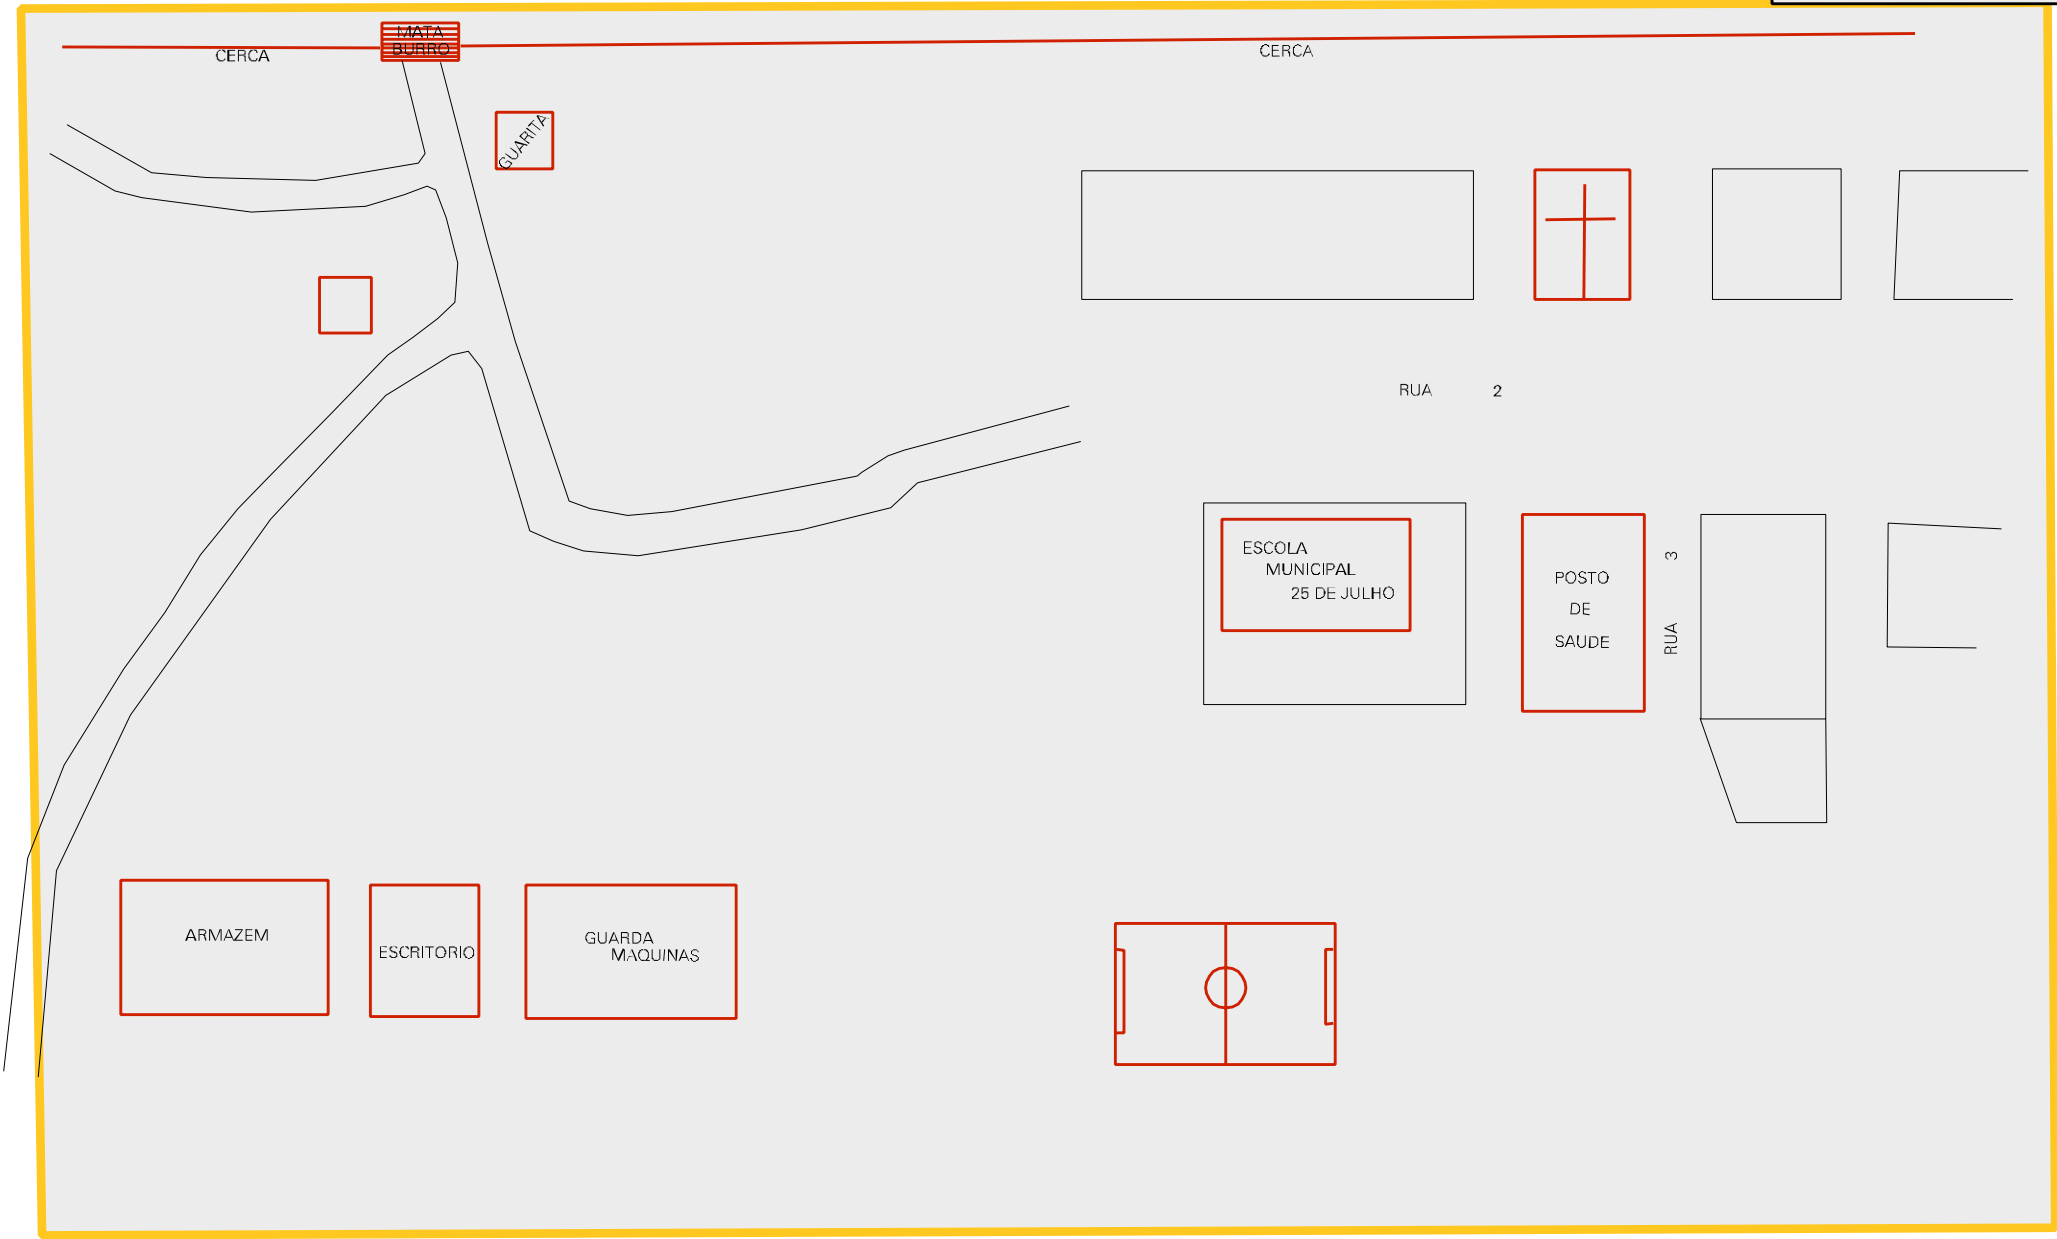 MATA
BURRO
CERCA
CERCA
GUARITA
RUA 2
ESCOLA
MUNICIPAL
25 DE JULHO
POSTO
DE
SAUDE
RUA 3
ARMAZEM
ESCRITORIO
GUARDA
MAQUINAS